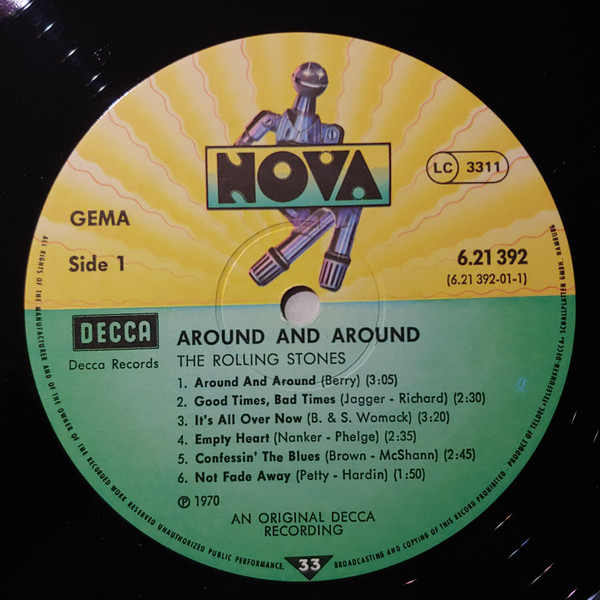 NOVA
LC 3311
GEMA
Side 1
6.21 392
(6.21 392-01-1)
DECCA
Decca Records
AROUND AND AROUND
THE ROLLING STONES
1. Around And Around (Berry) (3:05)
2. Good Times, Bad Times (Jagger - Richard) (2:30)
3. It's All Over Now (B. & S. Womack) (3:20)
4. Empty Heart (Nanker - Phelge) (2:35)
5. Confessin' The Blues (Brown - McShann) (2:45)
6. Not Fade Away (Petty - Hardin) (1:50)
Ⓟ 1970
AN ORIGINAL DECCA
RECORDING
33
ALL RIGHTS OF THE MANUFACTURER AND OF THE OWNER OF THE RECORDED WORK RESERVED UNAUTHORIZED PUBLIC PERFORMANCE, BROADCASTING AND COPYING OF THIS RECORD PROHIBITED · PRODUCT OF TELDEC »TELEFUNKEN-DECCA« SCHALLPLATTEN GMBH. HAMBURG